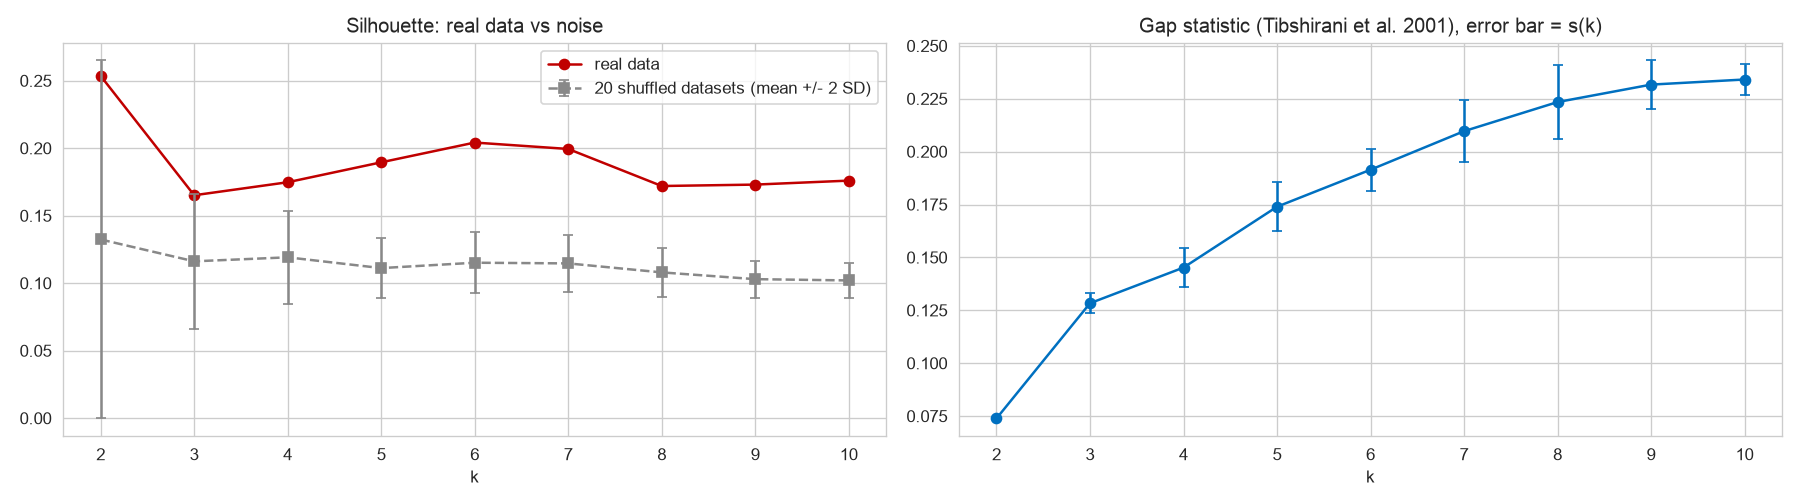 Silhouette: real data vs noise
real data
20 shuffled datasets (mean +/- 2 SD)
0.25
0.20
0.15
0.10
0.05
0.00
2 3 4 5 6 7 8 9 10
k
Gap statistic (Tibshirani et al. 2001), error bar = s(k)
0.250
0.225
0.200
0.175
0.150
0.125
0.100
0.075
2 3 4 5 6 7 8 9 10
k